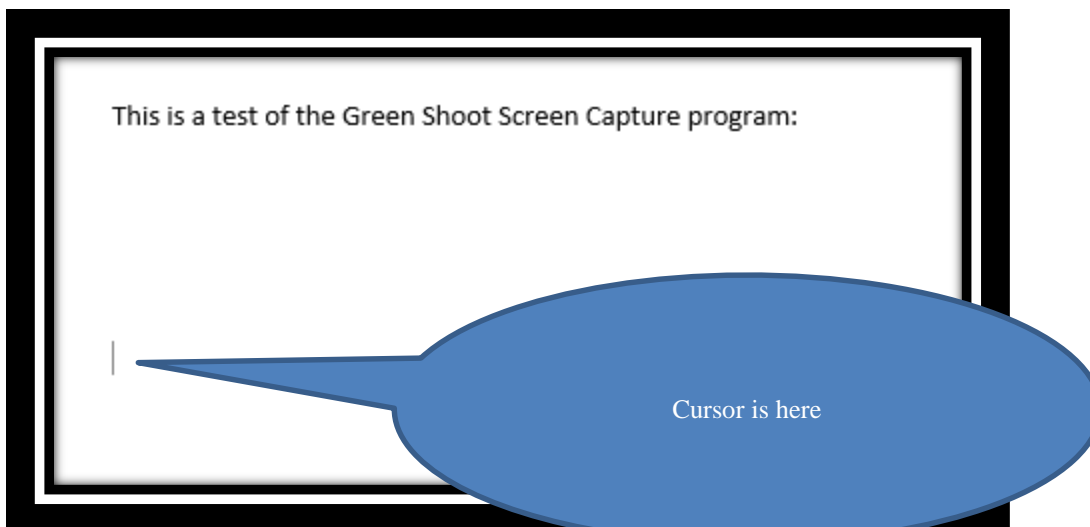 This is a test of the Green Shoot Screen Capture program:
Cursor is here